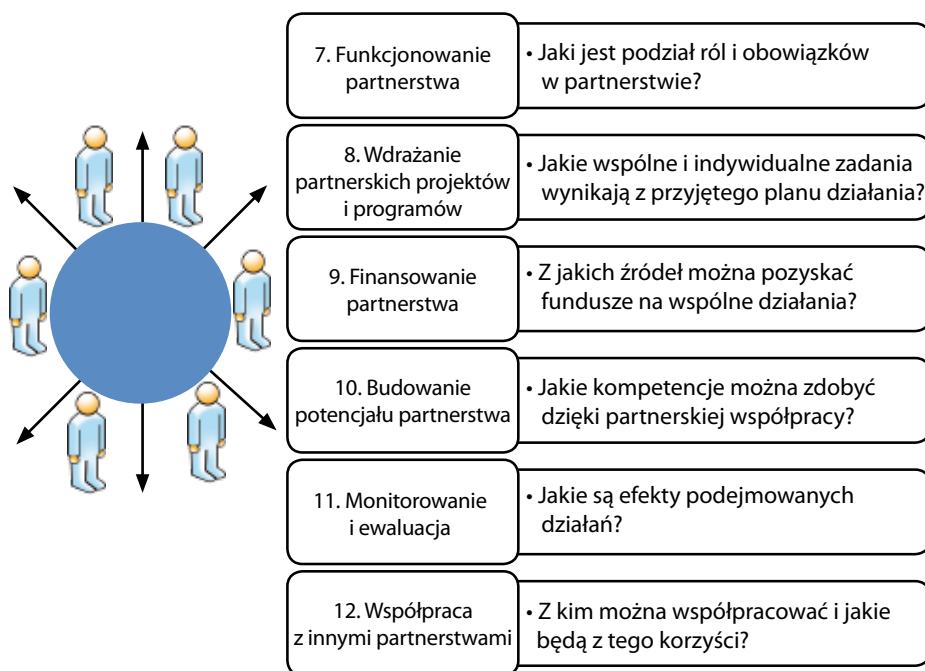 7. Funkcjonowanie
partnerstwa
• Jaki jest podział ról i obowiązków
w partnerstwie?
8. Wdrażanie
partnerskich projektów
i programów
• Jakie wspólne i indywidualne zadania
wynikają z przyjętego planu działania?
9. Finansowanie
partnerstwa
• Z jakich źródeł można pozyskać
fundusze na wspólne działania?
10. Budowanie
potencjału partnerstwa
• Jakie kompetencje można zdobyć
dzięki partnerskiej współpracy?
11. Monitorowanie
i ewaluacja
• Jakie są efekty podejmowanych
działań?
12. Współpraca
z innymi partnerstwami
• Z kim można współpracować i jakie
będą z tego korzyści?